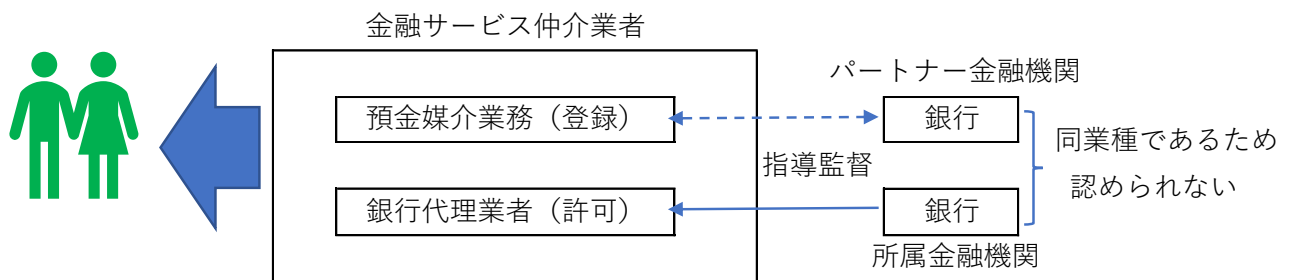 金融サービス仲介業者
パートナー金融機関
預金媒介業務（登録）
銀行
同業種であるため
認められない
指導監督
銀行代理業者（許可）
銀行
所属金融機関